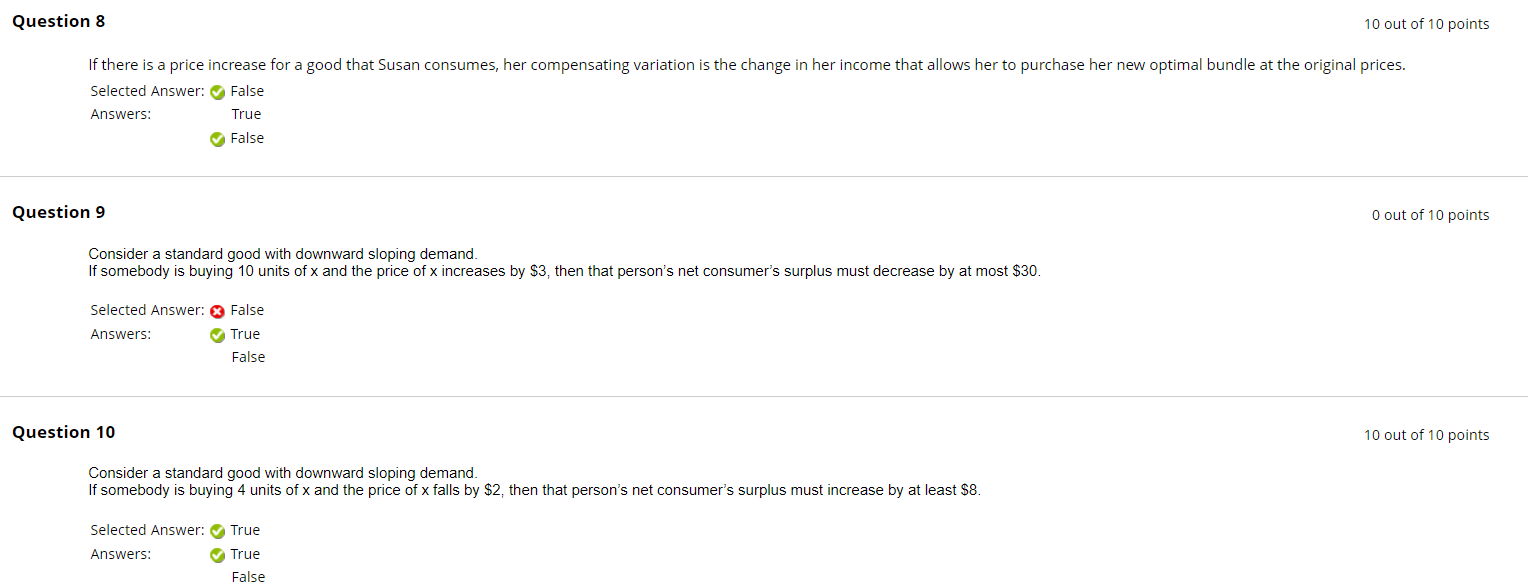 Question 8
10 out of 10 points
If there is a price increase for a good that Susan consumes, her compensating variation is the change in her income that allows her to purchase her new optimal bundle at the original prices.
Selected Answer: False
Answers: True
False
Question 9
0 out of 10 points
Consider a standard good with downward sloping demand.
If somebody is buying 10 units of x and the price of x increases by $3, then that person’s net consumer’s surplus must decrease by at most $30.
Selected Answer: False
Answers: True
False
Question 10
10 out of 10 points
Consider a standard good with downward sloping demand.
If somebody is buying 4 units of x and the price of x falls by $2, then that person’s net consumer’s surplus must increase by at least $8.
Selected Answer: True
Answers: True
False